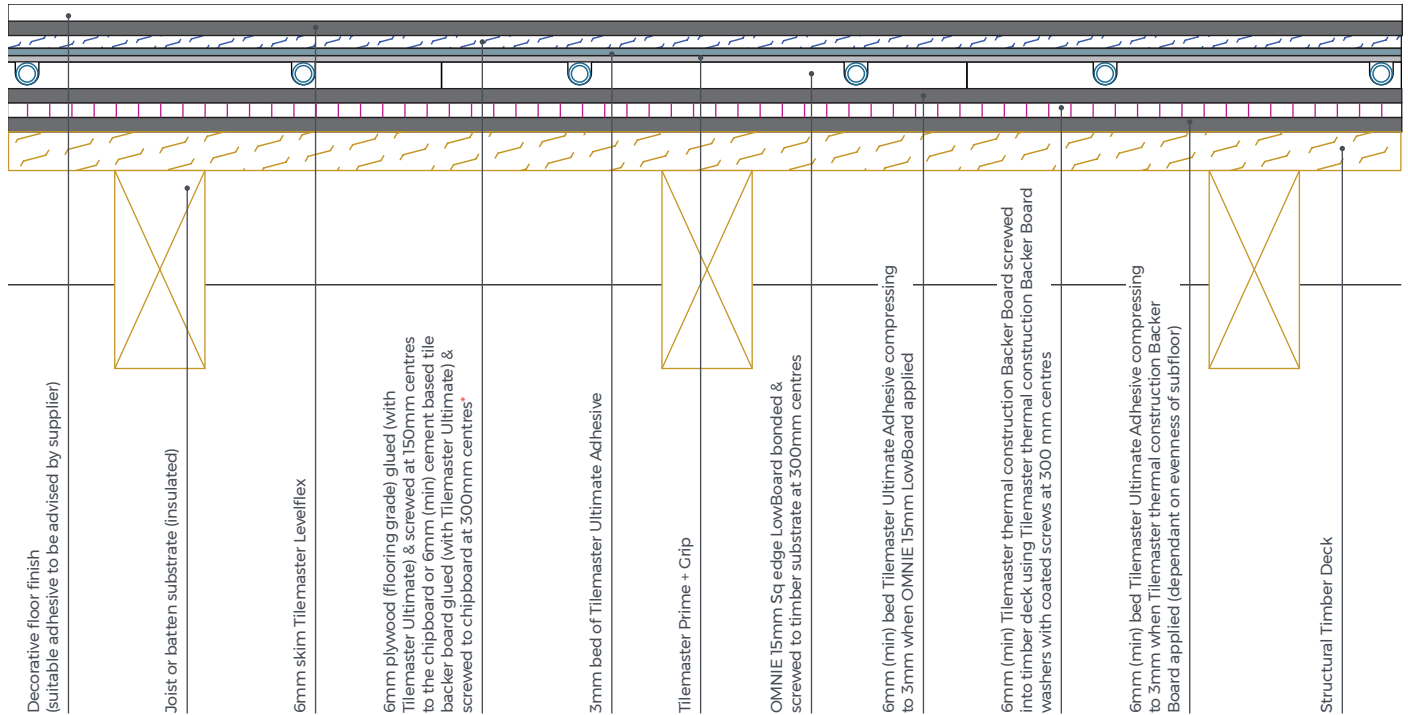 Decorative floor finish
(suitable adhesive to be advised by supplier)
Joist or batten substrate (insulated)
6mm skim Tilemaster Levelflex
6mm plywood (flooring grade) glued (with
Tilemaster Ultimate) & screwed at 150mm centres
to the chipboard or 6mm (min) cement based tile
backer board glued (with Tilemaster Ultimate) &
screwed to chipboard at 300mm centres*
3mm bed of Tilemaster Ultimate Adhesive
Tilemaster Prime + Grip
OMNIE 15mm Sq edge LowBoard bonded &
screwed to timber substrate at 300mm centres
6mm (min) bed Tilemaster Ultimate Adhesive compressing
to 3mm when OMNIE 15mm LowBoard applied
6mm (min) Tilemaster thermal construction Backer Board screwed
into timber deck using Tilemaster thermal construction Backer Board
washers with coated screws at 300 mm centres
6mm (min) bed Tilemaster Ultimate Adhesive compressing
to 3mm when Tilemaster thermal construction Backer
Board applied (dependant on evenness of subfloor)
Structural Timber Deck